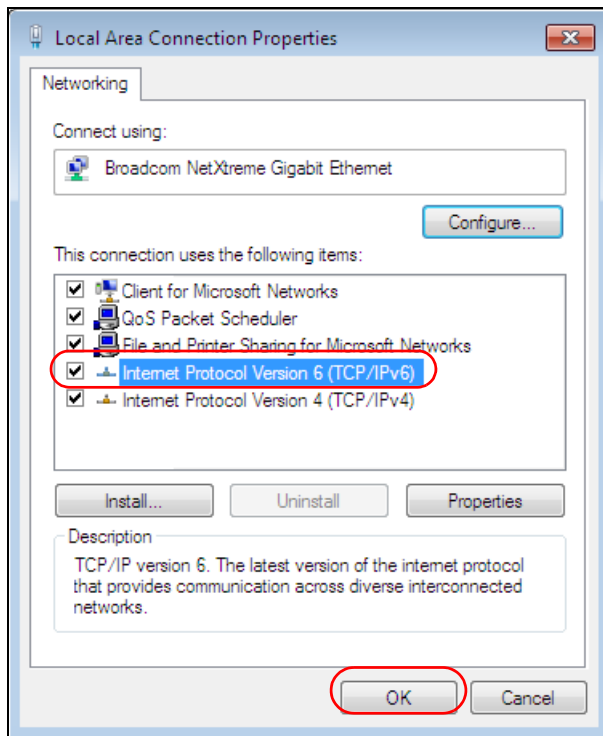 Local Area Connection Properties
Networking
Connect using:
Broadcom NetXtreme Gigabit Ethernet
Configure...
This connection uses the following items:
Client for Microsoft Networks
QoS Packet Scheduler
File and Printer Sharing for Microsoft Networks
Internet Protocol Version 6 (TCP/IPv6)
Internet Protocol Version 4 (TCP/IPv4)
Install...
Uninstall
Properties
Description
TCP/IP version 6. The latest version of the internet protocol
that provides communication across diverse interconnected
networks.
OK
Cancel